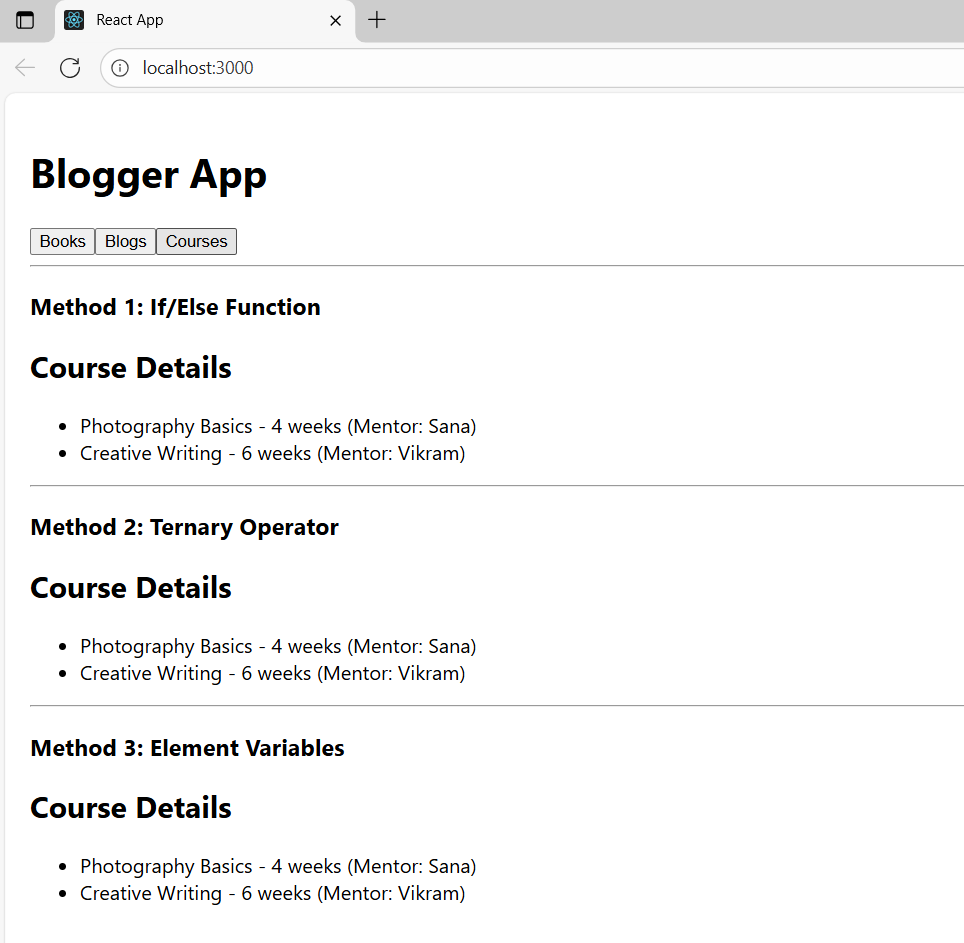 React App
localhost:3000
Blogger App
Books Blogs Courses
Method 1: If/Else Function
Course Details
• Photography Basics - 4 weeks (Mentor: Sana)
• Creative Writing - 6 weeks (Mentor: Vikram)
Method 2: Ternary Operator
Course Details
• Photography Basics - 4 weeks (Mentor: Sana)
• Creative Writing - 6 weeks (Mentor: Vikram)
Method 3: Element Variables
Course Details
• Photography Basics - 4 weeks (Mentor: Sana)
• Creative Writing - 6 weeks (Mentor: Vikram)